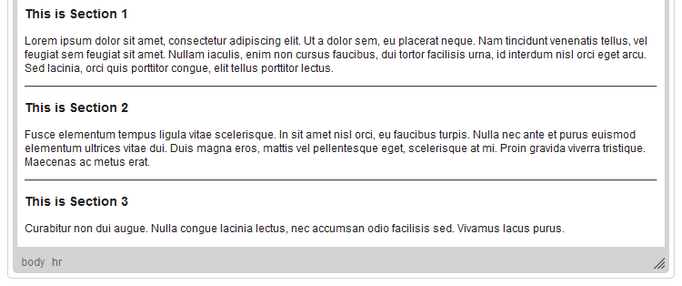 This is Section 1
Lorem ipsum dolor sit amet, consectetur adipiscing elit. Ut a dolor sem, eu placerat neque. Nam tincidunt venenatis tellus, vel
feugiat sem feugiat sit amet. Nullam iaculis, enim non cursus faucibus, dui tortor facilisis urna, id interdum nisl orci eget arcu.
Sed lacinia, orci quis porttitor congue, elit tellus porttitor lectus.
This is Section 2
Fusce elementum tempus ligula vitae scelerisque. In sit amet nisl orci, eu faucibus turpis. Nulla nec ante et purus euismod
elementum ultrices vitae dui. Duis magna eros, mattis vel pellentesque eget, scelerisque at mi. Proin gravida viverra tristique.
Maecenas ac metus erat.
This is Section 3
Curabitur non dui augue. Nulla congue lacinia lectus, nec accumsan odio facilisis sed. Vivamus lacus purus.
body hr